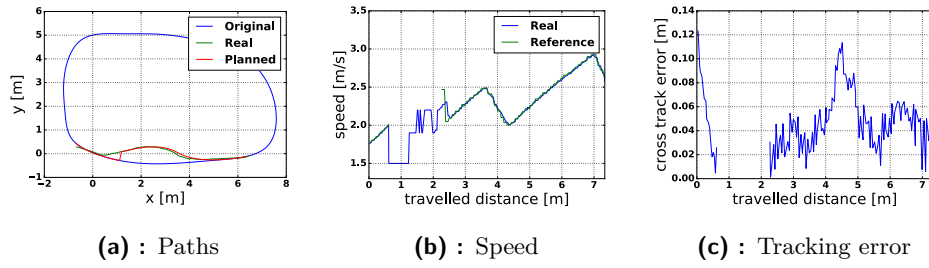 6
5
4
3
2
1
0
−1
−2 0 2 4 6 8
x [m]
y [m]
Original
Real
Planned
3.5
3.0
2.5
2.0
1.5
0 1 2 3 4 5 6 7
travelled distance [m]
speed [m/s]
Real
Reference
0.14
0.12
0.10
0.08
0.06
0.04
0.02
0.00
0 1 2 3 4 5 6 7
travelled distance [m]
cross track error [m]
(a) : Paths
(b) : Speed
(c) : Tracking error